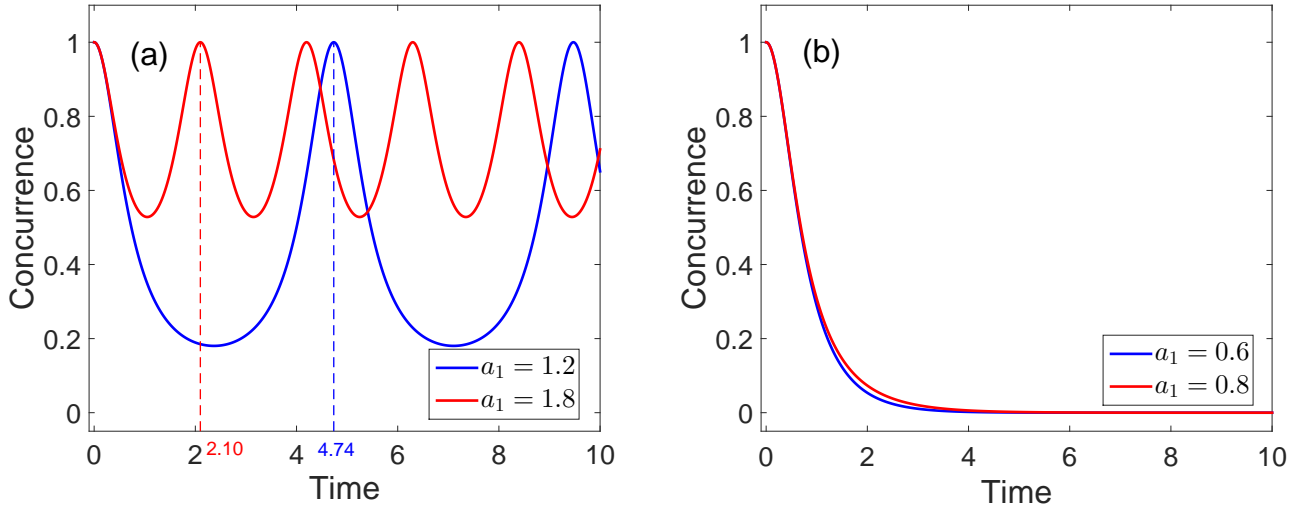 (a)
Concurrence
1
0.8
0.6
0.4
0.2
0
0 2 4 6 8 10
2.10 4.74
Time
a₁ = 1.2
a₁ = 1.8
(b)
Concurrence
1
0.8
0.6
0.4
0.2
0
0 2 4 6 8 10
Time
a₁ = 0.6
a₁ = 0.8